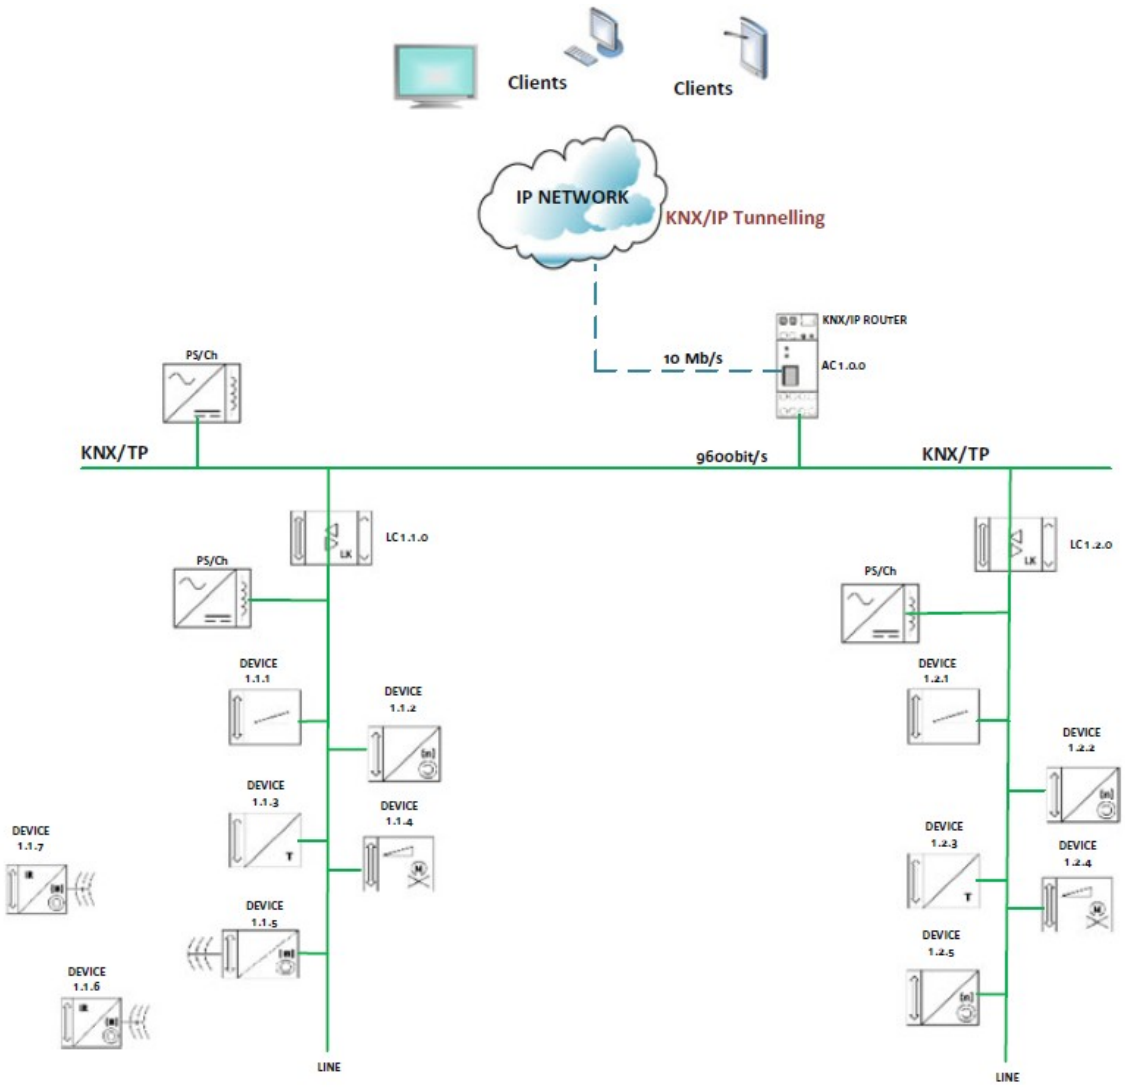 Clients
Clients
IP NETWORK
KNX/IP Tunnelling
KNX/IP ROUTER
10 Mb/s
AC 1.0.0
PS/Ch
KNX/TP
9600bit/s
KNX/TP
LC 1.1.0
LK
LC 1.2.0
LK
PS/Ch
PS/Ch
DEVICE
1.1.1
DEVICE
1.1.2
(n)
DEVICE
1.1.3
T
DEVICE
1.1.4
M
DEVICE
1.1.7
DEVICE
1.1.5
DEVICE
1.1.6
LINE
DEVICE
1.2.1
DEVICE
1.2.2
(n)
DEVICE
1.2.3
T
DEVICE
1.2.4
M
DEVICE
1.2.5
(n)
LINE